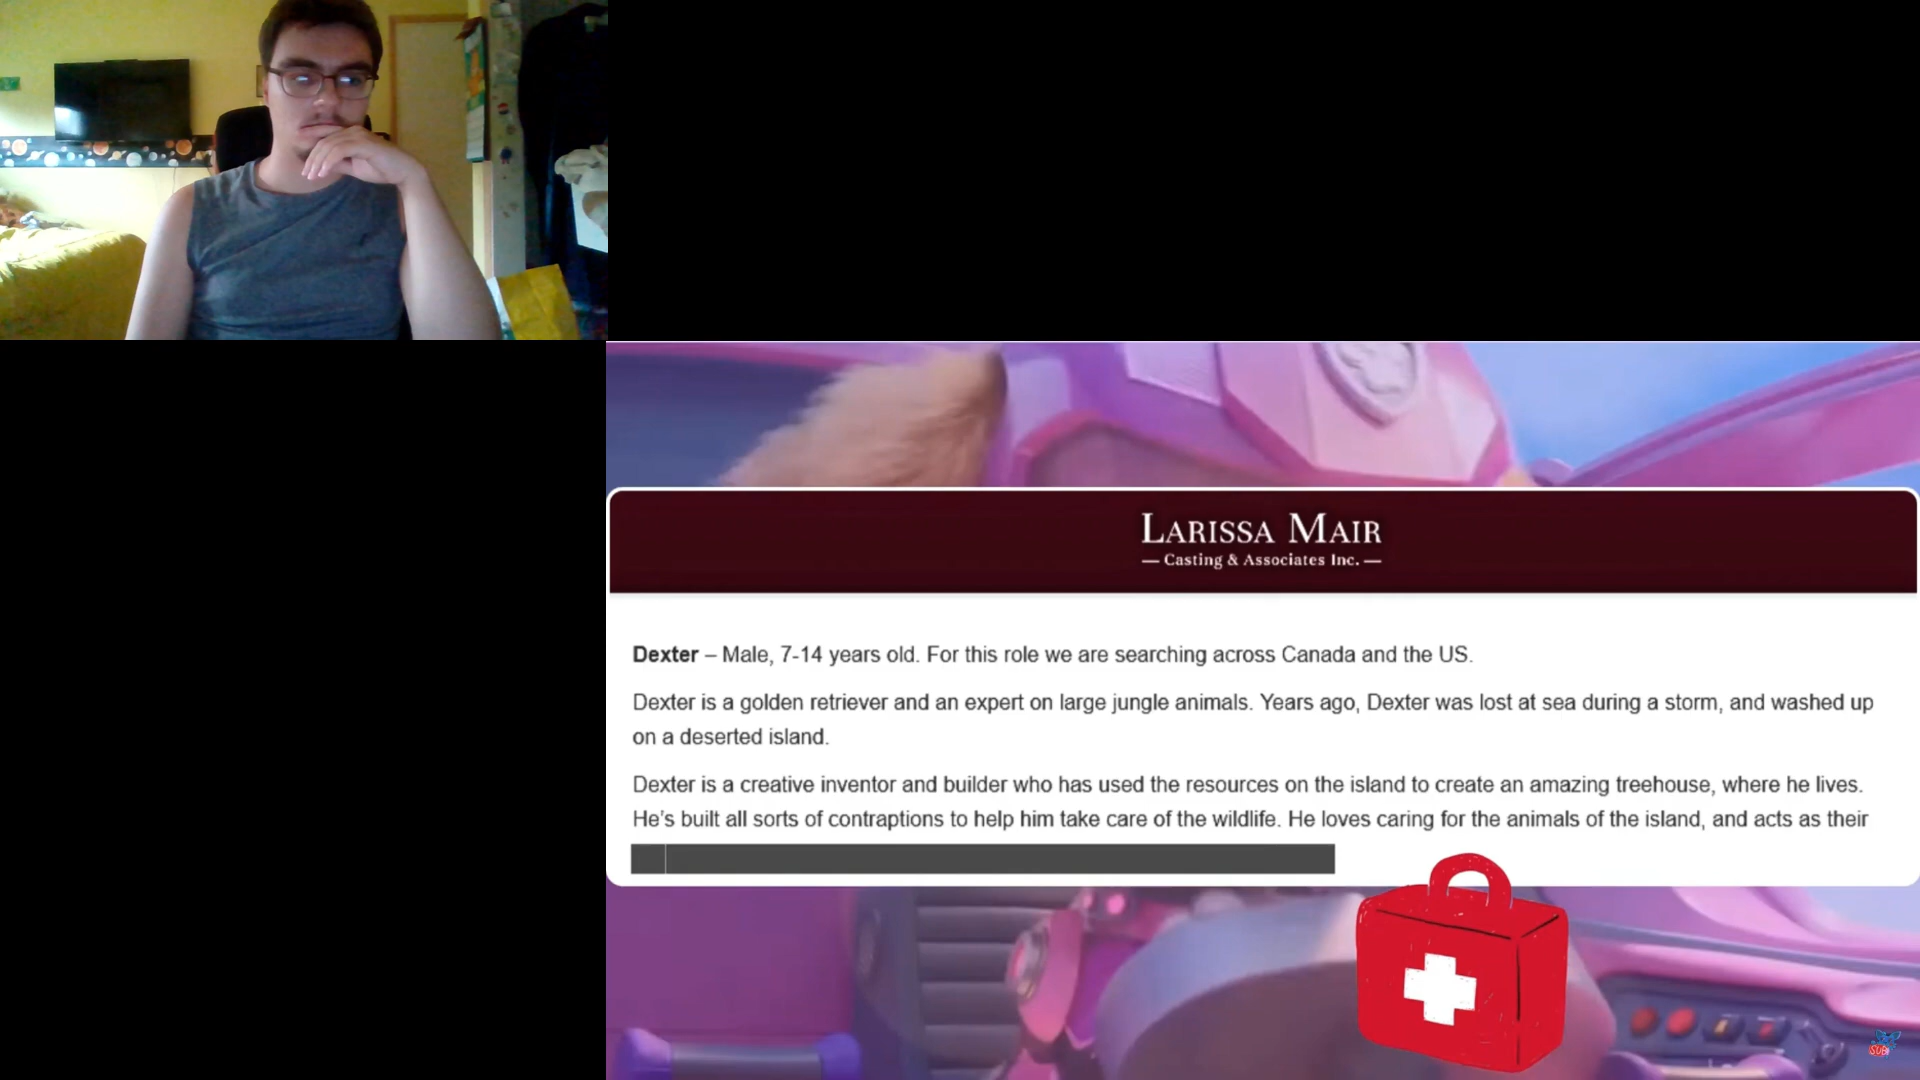 LARISSA MAIR
— Casting & Associates Inc. —
Dexter – Male, 7-14 years old. For this role we are searching across Canada and the US.
Dexter is a golden retriever and an expert on large jungle animals. Years ago, Dexter was lost at sea during a storm, and washed up
on a deserted island.
Dexter is a creative inventor and builder who has used the resources on the island to create an amazing treehouse, where he lives.
He's built all sorts of contraptions to help him take care of the wildlife. He loves caring for the animals of the island, and acts as their
SUB